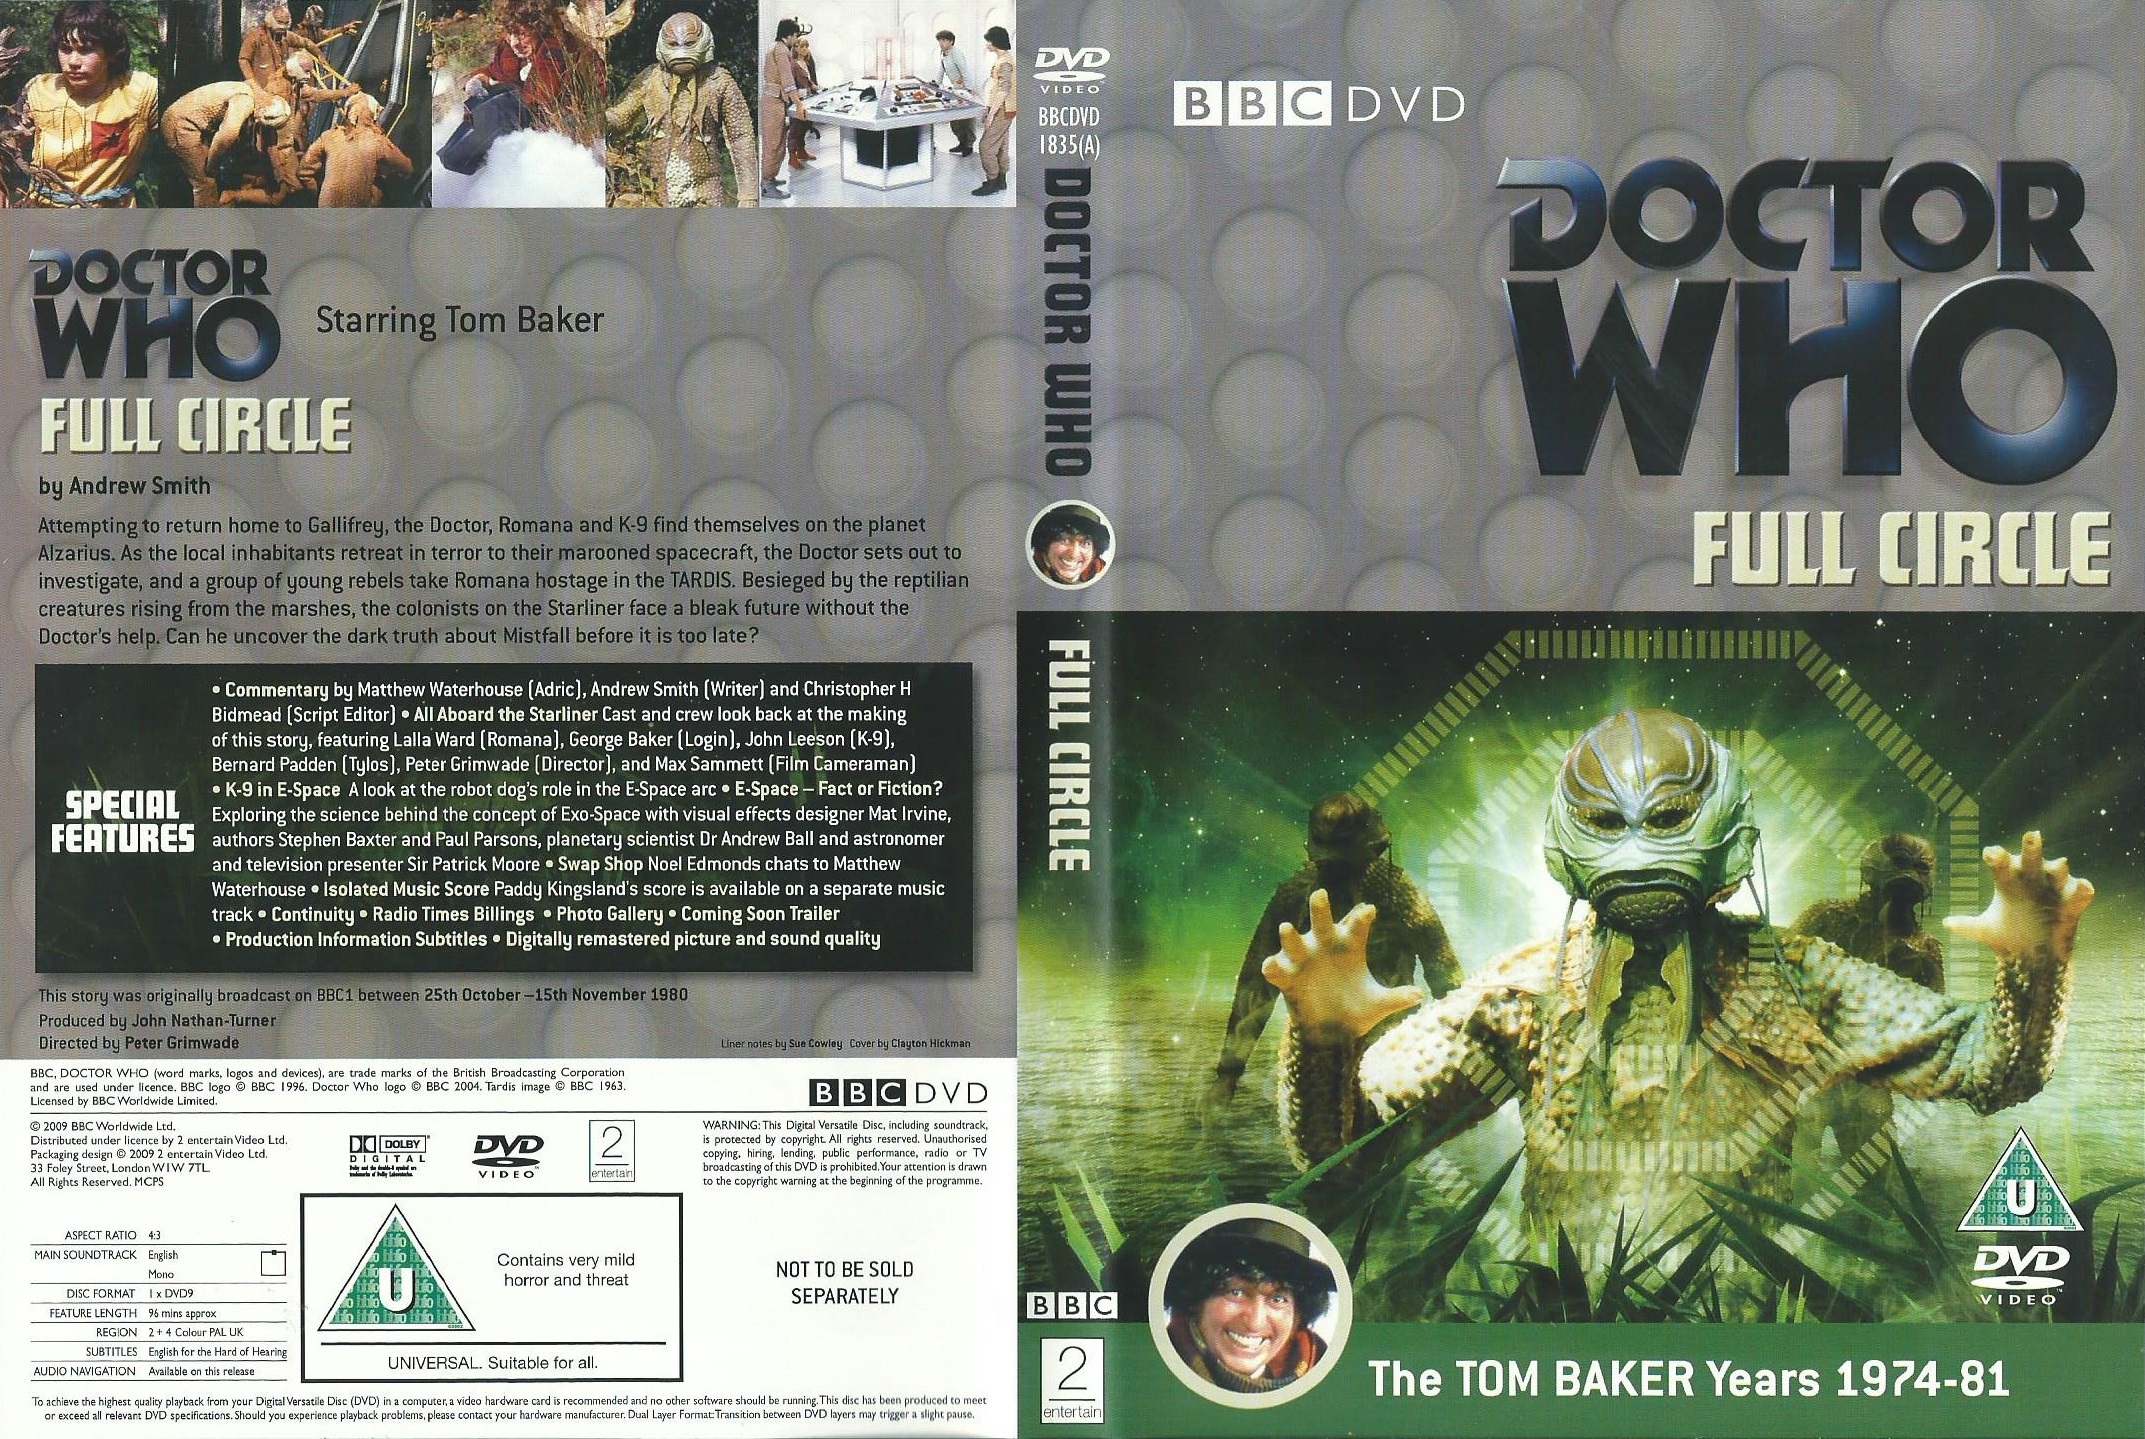 DOCTOR
WHO
Starring Tom Baker
FULL CIRCLE
by Andrew Smith
Attempting to return home to Gallifrey, the Doctor, Romana and K-9 find themselves on the planet
Alzarius. As the local inhabitants retreat in terror to their marooned spacecraft, the Doctor sets out to
investigate, and a group of young rebels take Romana hostage in the TARDIS. Besieged by the reptilian
creatures rising from the marshes, the colonists on the Starliner face a bleak future without the
Doctor's help. Can he uncover the dark truth about Mistfall before it is too late?
SPECIAL
FEATURES
• Commentary by Matthew Waterhouse (Adric), Andrew Smith (Writer) and Christopher H
Bidmead (Script Editor) • All Aboard the Starliner Cast and crew look back at the making
of this story, featuring Lalla Ward (Romana), George Baker (Login), John Leeson (K-9),
Bernard Padden (Tylos), Peter Grimwade (Director), and Max Sammett (Film Cameraman)
• K-9 in E-Space A look at the robot dog's role in the E-Space arc • E-Space – Fact or Fiction?
Exploring the science behind the concept of Exo-Space with visual effects designer Mat Irvine,
authors Stephen Baxter and Paul Parsons, planetary scientist Dr Andrew Ball and astronomer
and television presenter Sir Patrick Moore • Swap Shop Noel Edmonds chats to Matthew
Waterhouse • Isolated Music Score Paddy Kingsland's score is available on a separate music
track • Continuity • Radio Times Billings • Photo Gallery • Coming Soon Trailer
• Production Information Subtitles • Digitally remastered picture and sound quality
This story was originally broadcast on BBC1 between 25th October –15th November 1980
Produced by John Nathan-Turner
Directed by Peter Grimwade
Liner notes by Sue Cowley Cover by Clayton Hickman
BBC, DOCTOR WHO (word marks, logos and devices), are trade marks of the British Broadcasting Corporation
and are used under licence. BBC logo © BBC 1996. Doctor Who logo © BBC 2004. Tardis image © BBC 1963.
Licensed by BBC Worldwide Limited.
BBC DVD
© 2009 BBC Worldwide Ltd.
Distributed under licence by 2 entertain Video Ltd.
Packaging design © 2009 2 entertain Video Ltd.
33 Foley Street, London W1W 7TL
All Rights Reserved. MCPS
DOLBY
DIGITAL
Dolby and the double-D symbol are
trademarks of Dolby Laboratories.
DVD
VIDEO
2
entertain
WARNING: This Digital Versatile Disc, including soundtrack,
is protected by copyright. All rights reserved. Unauthorised
copying, hiring, lending, public performance, radio or TV
broadcasting of this DVD is prohibited. Your attention is drawn
to the copyright warning at the beginning of the programme.
ASPECT RATIO 4:3
MAIN SOUNDTRACK English
Mono
DISC FORMAT 1 x DVD9
FEATURE LENGTH 96 mins approx
REGION 2 + 4 Colour PAL UK
SUBTITLES English for the Hard of Hearing
AUDIO NAVIGATION Available on this release
U
Contains very mild
horror and threat
UNIVERSAL. Suitable for all.
NOT TO BE SOLD
SEPARATELY
To achieve the highest quality playback from your Digital Versatile Disc (DVD) in a computer, a video hardware card is recommended and no other software should be running. This disc has been produced to meet
or exceed all relevant DVD specifications. Should you experience playback problems, please contact your hardware manufacturer. Dual Layer Format: Transition between DVD layers may trigger a slight pause.
DVD
VIDEO
BBCDVD
1835(A)
DOCTOR WHO
FULL CIRCLE
BBC
2
entertain
BBC DVD
DOCTOR
WHO
FULL CIRCLE
U
DVD
VIDEO
The TOM BAKER Years 1974-81